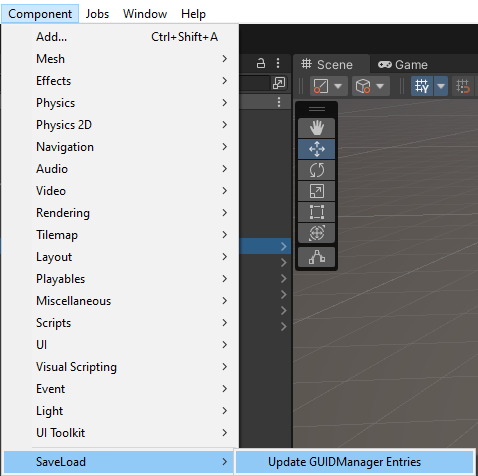 Component Jobs Window Help
Add... Ctrl+Shift+A
Mesh
Effects
Physics
Physics 2D
Navigation
Audio
Video
Rendering
Tilemap
Layout
Playables
Miscellaneous
Scripts
UI
Visual Scripting
Event
Light
UI Toolkit
SaveLoad
Update GUIDManager Entries
Scene Game
Y